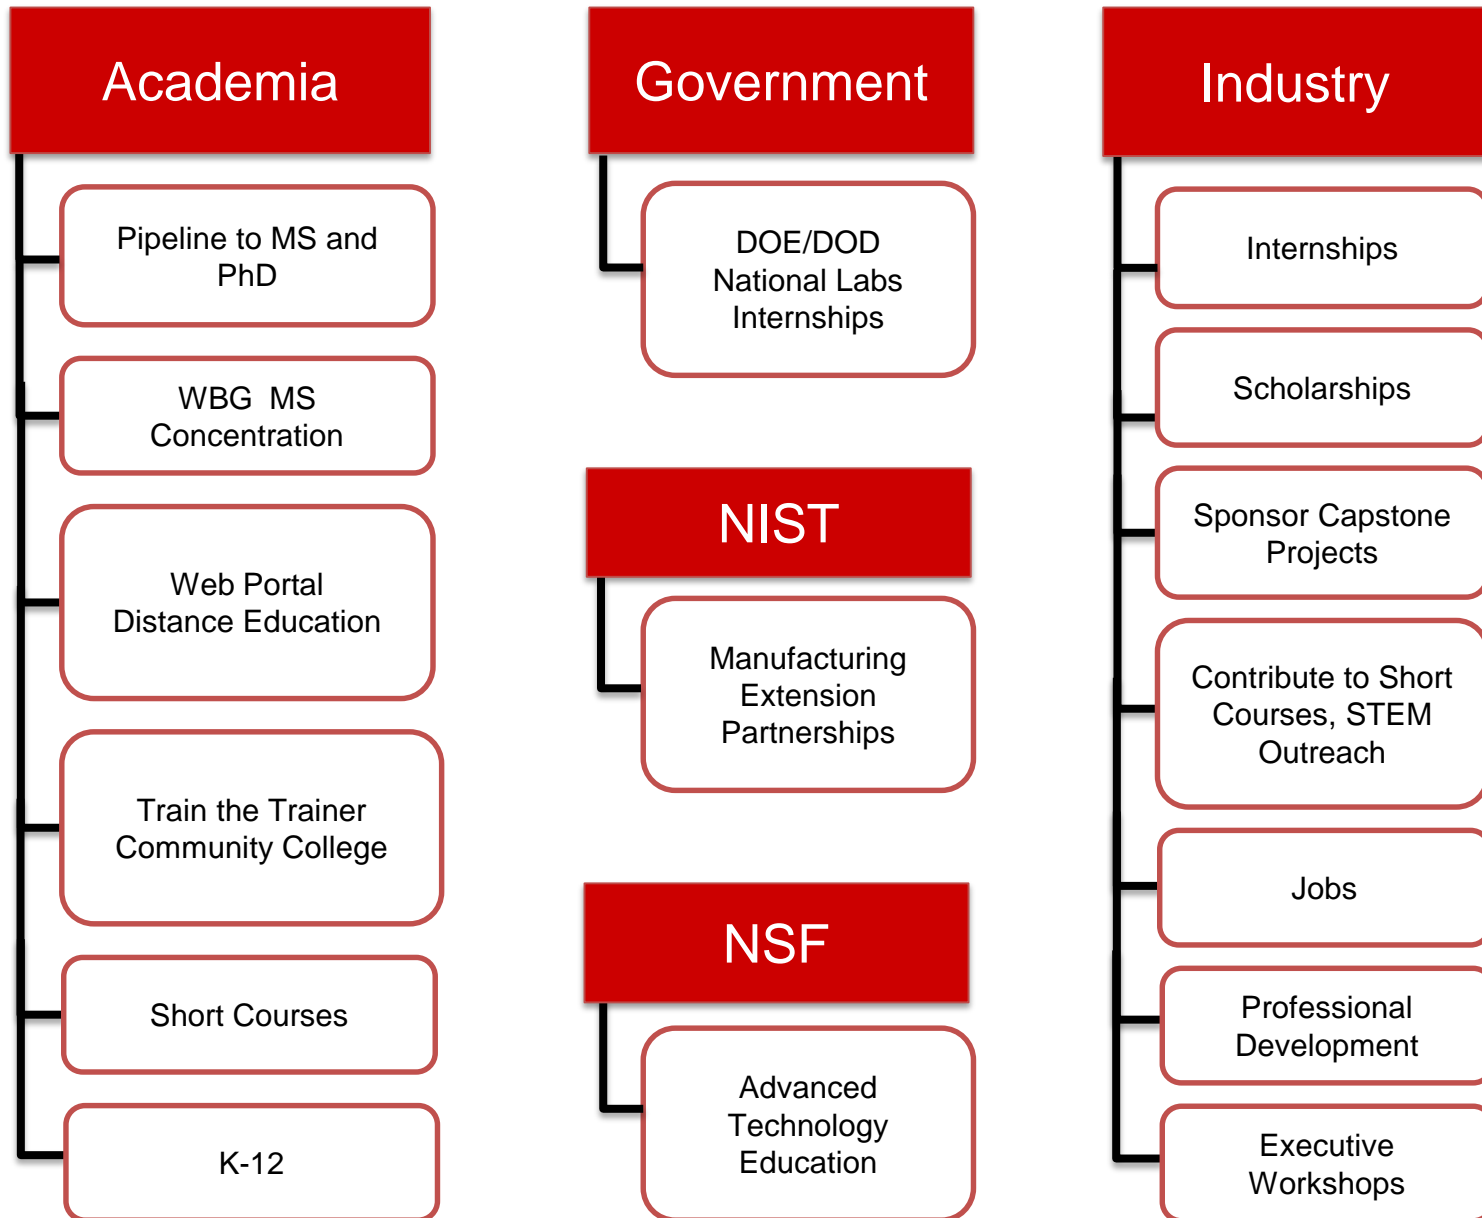 Academia
Pipeline to MS and
PhD
WBG MS
Concentration
Web Portal
Distance Education
Train the Trainer
Community College
Short Courses
K-12
Government
DOE/DOD
National Labs
Internships
NIST
Manufacturing
Extension
Partnerships
NSF
Advanced
Technology
Education
Industry
Internships
Scholarships
Sponsor Capstone
Projects
Contribute to Short
Courses, STEM
Outreach
Jobs
Professional
Development
Executive
Workshops